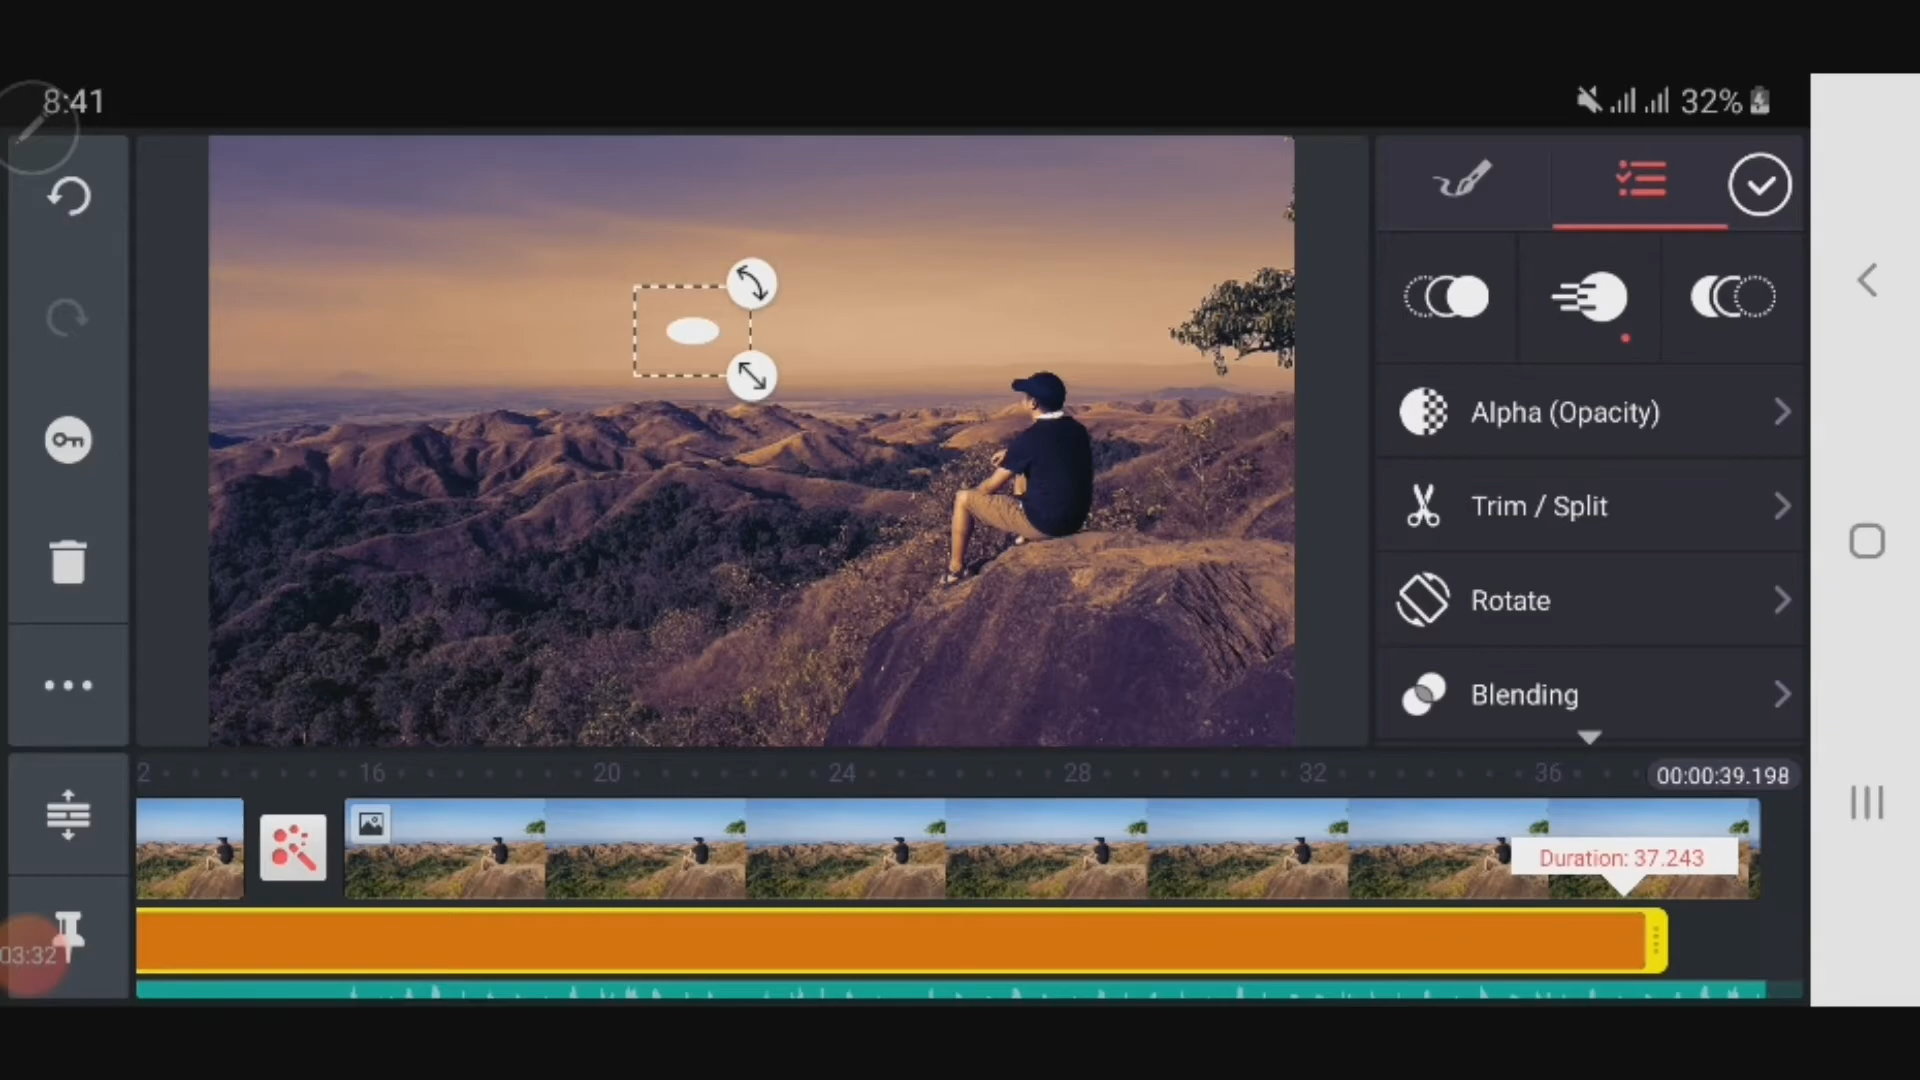 8:41
32%
Alpha (Opacity)
Trim / Split
Rotate
Blending
2 16 20 24 28 32 36 00:00:39.198
Duration: 37.243
03:32